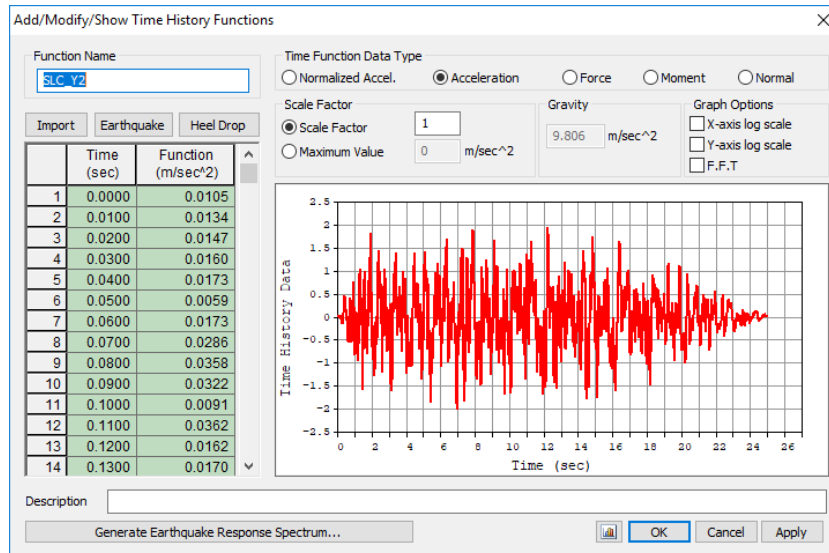 Add/Modify/Show Time History Functions
Function Name
SLC_Y2
Import Earthquake Heel Drop
Time (sec) Function (m/sec^2)
1 0.0000 0.0105
2 0.0100 0.0134
3 0.0200 0.0147
4 0.0300 0.0160
5 0.0400 0.0173
6 0.0500 0.0059
7 0.0600 0.0173
8 0.0700 0.0286
9 0.0800 0.0358
10 0.0900 0.0322
11 0.1000 0.0091
12 0.1100 0.0362
13 0.1200 0.0162
14 0.1300 0.0170
Time Function Data Type
Normalized Accel. Acceleration Force Moment Normal
Scale Factor
Scale Factor 1
Maximum Value 0 m/sec^2
Gravity
9.806 m/sec^2
Graph Options
X-axis log scale
Y-axis log scale
F.F.T
Time History Data
2.5
2
1.5
1
0.5
0
-0.5
-1
-1.5
-2
-2.5
0 2 4 6 8 10 12 14 16 18 20 22 24 26
Time (sec)
Description
Generate Earthquake Response Spectrum... OK Cancel Apply